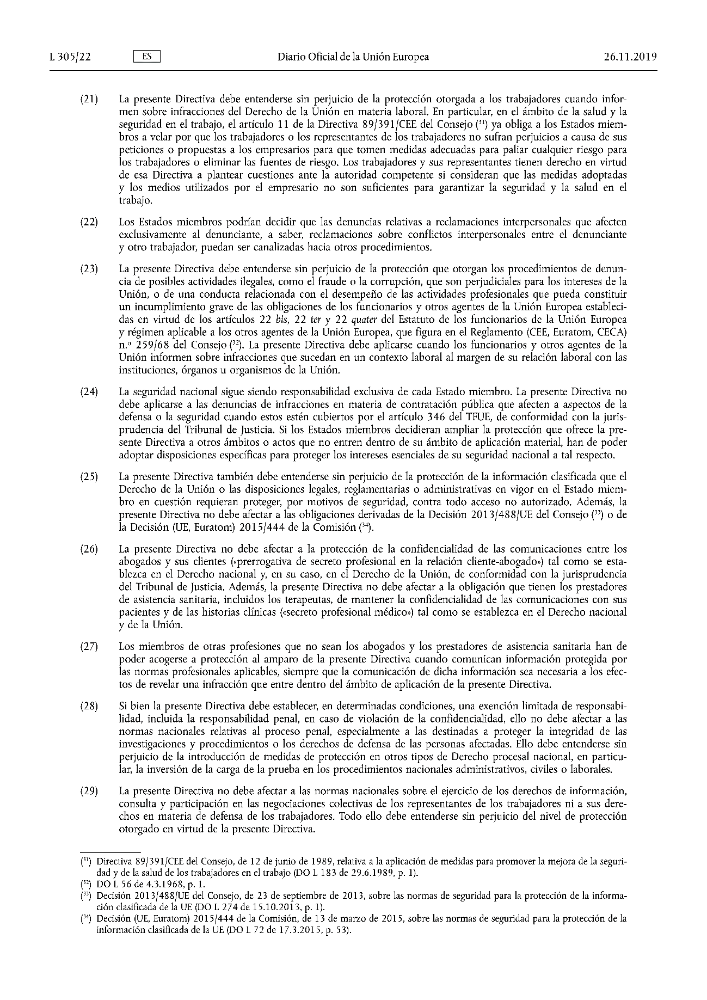 L 305/22
ES
Diario Oficial de la Unión Europea
26.11.2019
(21) La presente Directiva debe entenderse sin perjuicio de la protección otorgada a los trabajadores cuando infor-
men sobre infracciones del Derecho de la Unión en materia laboral. En particular, en el ámbito de la salud y la
seguridad en el trabajo, el artículo 11 de la Directiva 89/391/CEE del Consejo (³¹) ya obliga a los Estados miem-
bros a velar por que los trabajadores o los representantes de los trabajadores no sufran perjuicios a causa de sus
peticiones o propuestas a los empresarios para que tomen medidas adecuadas para paliar cualquier riesgo para
los trabajadores o eliminar las fuentes de riesgo. Los trabajadores y sus representantes tienen derecho en virtud
de esa Directiva a plantear cuestiones ante la autoridad competente si consideran que las medidas adoptadas
y los medios utilizados por el empresario no son suficientes para garantizar la seguridad y la salud en el
trabajo.
(22) Los Estados miembros podrían decidir que las denuncias relativas a reclamaciones interpersonales que afecten
exclusivamente al denunciante, a saber, reclamaciones sobre conflictos interpersonales entre el denunciante
y otro trabajador, puedan ser canalizadas hacia otros procedimientos.
(23) La presente Directiva debe entenderse sin perjuicio de la protección que otorgan los procedimientos de denun-
cia de posibles actividades ilegales, como el fraude o la corrupción, que son perjudiciales para los intereses de la
Unión, o de una conducta relacionada con el desempeño de las actividades profesionales que pueda constituir
un incumplimiento grave de las obligaciones de los funcionarios y otros agentes de la Unión Europea estableci-
das en virtud de los artículos 22 bis, 22 ter y 22 quater del Estatuto de los funcionarios de la Unión Europea
y régimen aplicable a los otros agentes de la Unión Europea, que figura en el Reglamento (CEE, Euratom, CECA)
n.º 259/68 del Consejo (³²). La presente Directiva debe aplicarse cuando los funcionarios y otros agentes de la
Unión informen sobre infracciones que sucedan en un contexto laboral al margen de su relación laboral con las
instituciones, órganos u organismos de la Unión.
(24) La seguridad nacional sigue siendo responsabilidad exclusiva de cada Estado miembro. La presente Directiva no
debe aplicarse a las denuncias de infracciones en materia de contratación pública que afecten a aspectos de la
defensa o la seguridad cuando estos estén cubiertos por el artículo 346 del TFUE, de conformidad con la juris-
prudencia del Tribunal de Justicia. Si los Estados miembros decidieran ampliar la protección que ofrece la pre-
sente Directiva a otros ámbitos o actos que no entren dentro de su ámbito de aplicación material, han de poder
adoptar disposiciones específicas para proteger los intereses esenciales de su seguridad nacional a tal respecto.
(25) La presente Directiva también debe entenderse sin perjuicio de la protección de la información clasificada que el
Derecho de la Unión o las disposiciones legales, reglamentarias o administrativas en vigor en el Estado miem-
bro en cuestión requieran proteger, por motivos de seguridad, contra todo acceso no autorizado. Además, la
presente Directiva no debe afectar a las obligaciones derivadas de la Decisión 2013/488/UE del Consejo (³³) o de
la Decisión (UE, Euratom) 2015/444 de la Comisión (³⁴).
(26) La presente Directiva no debe afectar a la protección de la confidencialidad de las comunicaciones entre los
abogados y sus clientes («prerrogativa de secreto profesional en la relación cliente-abogado») tal como se esta-
blezca en el Derecho nacional y, en su caso, en el Derecho de la Unión, de conformidad con la jurisprudencia
del Tribunal de Justicia. Además, la presente Directiva no debe afectar a la obligación que tienen los prestadores
de asistencia sanitaria, incluidos los terapeutas, de mantener la confidencialidad de las comunicaciones con sus
pacientes y de las historias clínicas («secreto profesional médico») tal como se establezca en el Derecho nacional
y de la Unión.
(27) Los miembros de otras profesiones que no sean los abogados y los prestadores de asistencia sanitaria han de
poder acogerse a protección al amparo de la presente Directiva cuando comunican información protegida por
las normas profesionales aplicables, siempre que la comunicación de dicha información sea necesaria a los efec-
tos de revelar una infracción que entre dentro del ámbito de aplicación de la presente Directiva.
(28) Si bien la presente Directiva debe establecer, en determinadas condiciones, una exención limitada de responsabi-
lidad, incluida la responsabilidad penal, en caso de violación de la confidencialidad, ello no debe afectar a las
normas nacionales relativas al proceso penal, especialmente a las destinadas a proteger la integridad de las
investigaciones y procedimientos o los derechos de defensa de las personas afectadas. Ello debe entenderse sin
perjuicio de la introducción de medidas de protección en otros tipos de Derecho procesal nacional, en particu-
lar, la inversión de la carga de la prueba en los procedimientos nacionales administrativos, civiles o laborales.
(29) La presente Directiva no debe afectar a las normas nacionales sobre el ejercicio de los derechos de información,
consulta y participación en las negociaciones colectivas de los representantes de los trabajadores ni a sus dere-
chos en materia de defensa de los trabajadores. Todo ello debe entenderse sin perjuicio del nivel de protección
otorgado en virtud de la presente Directiva.
(³¹) Directiva 89/391/CEE del Consejo, de 12 de junio de 1989, relativa a la aplicación de medidas para promover la mejora de la seguri-
dad y de la salud de los trabajadores en el trabajo (DO L 183 de 29.6.1989, p. 1).
(³²) DO L 56 de 4.3.1968, p. 1.
(³³) Decisión 2013/488/UE del Consejo, de 23 de septiembre de 2013, sobre las normas de seguridad para la protección de la informa-
ción clasificada de la UE (DO L 274 de 15.10.2013, p. 1).
(³⁴) Decisión (UE, Euratom) 2015/444 de la Comisión, de 13 de marzo de 2015, sobre las normas de seguridad para la protección de la
información clasificada de la UE (DO L 72 de 17.3.2015, p. 53).